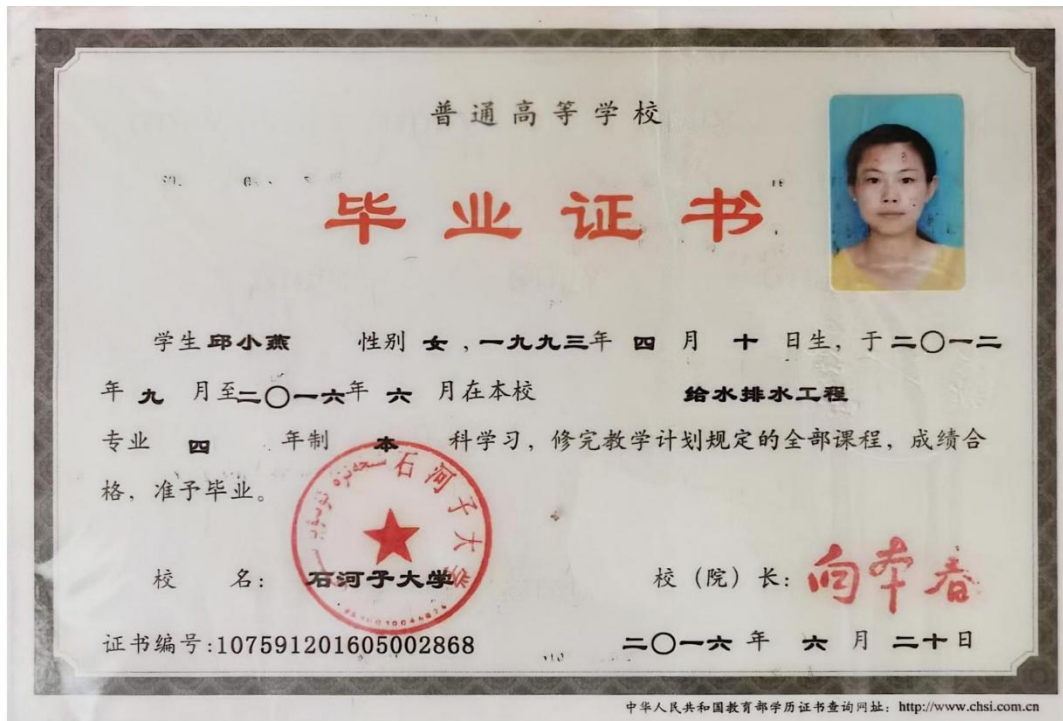 普通高等学校
毕业证书
学生 邱小燕 性别 女 ,一九九三年 四 月 十 日生，于二〇一二
年 九 月至二〇一六年 六 月在本校 给水排水工程
专业 四 年制 本 科学习，修完教学计划规定的全部课程，成绩合
格，准予毕业。
石河子大学
校 名： 石河子大学 校（院）长：向本春
证书编号:107591201605002868 二〇一六年 六 月 二十日
中华人民共和国教育部学历证书查询网址：http://www.chsi.com.cn